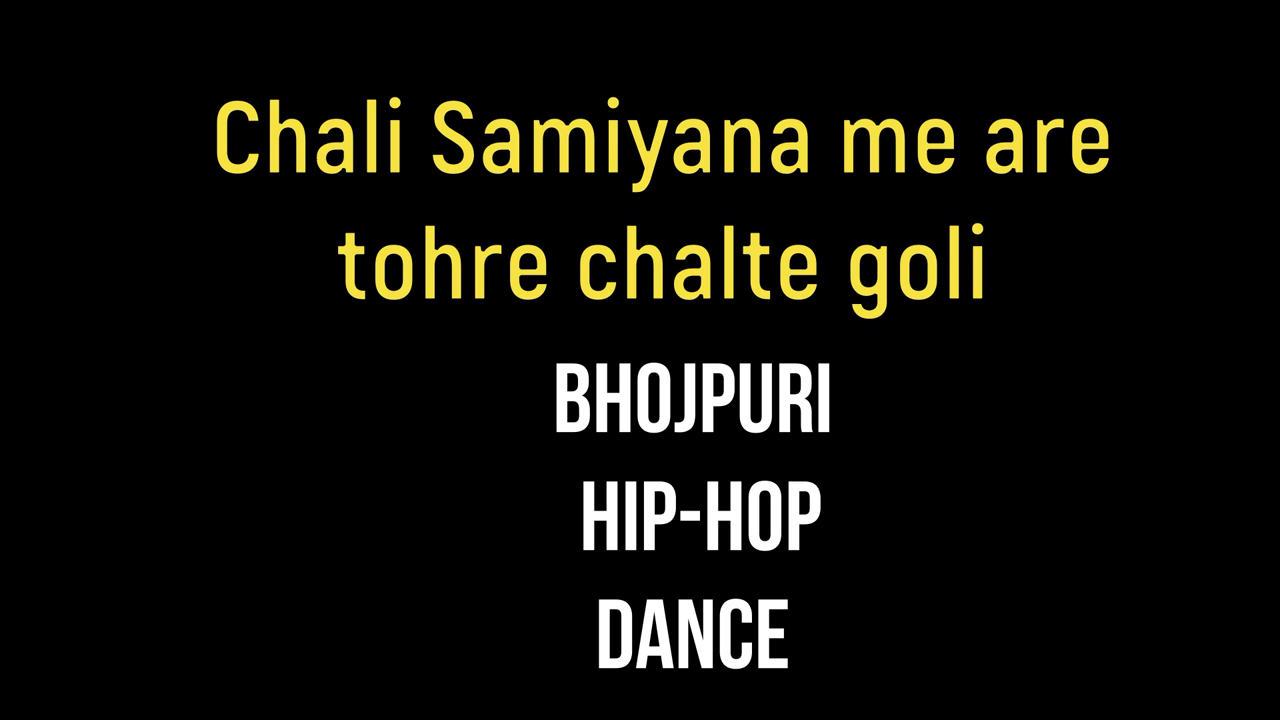 Chali Samiyana me are
tohre chalte goli
BHOJPURI
HIP-HOP
DANCE